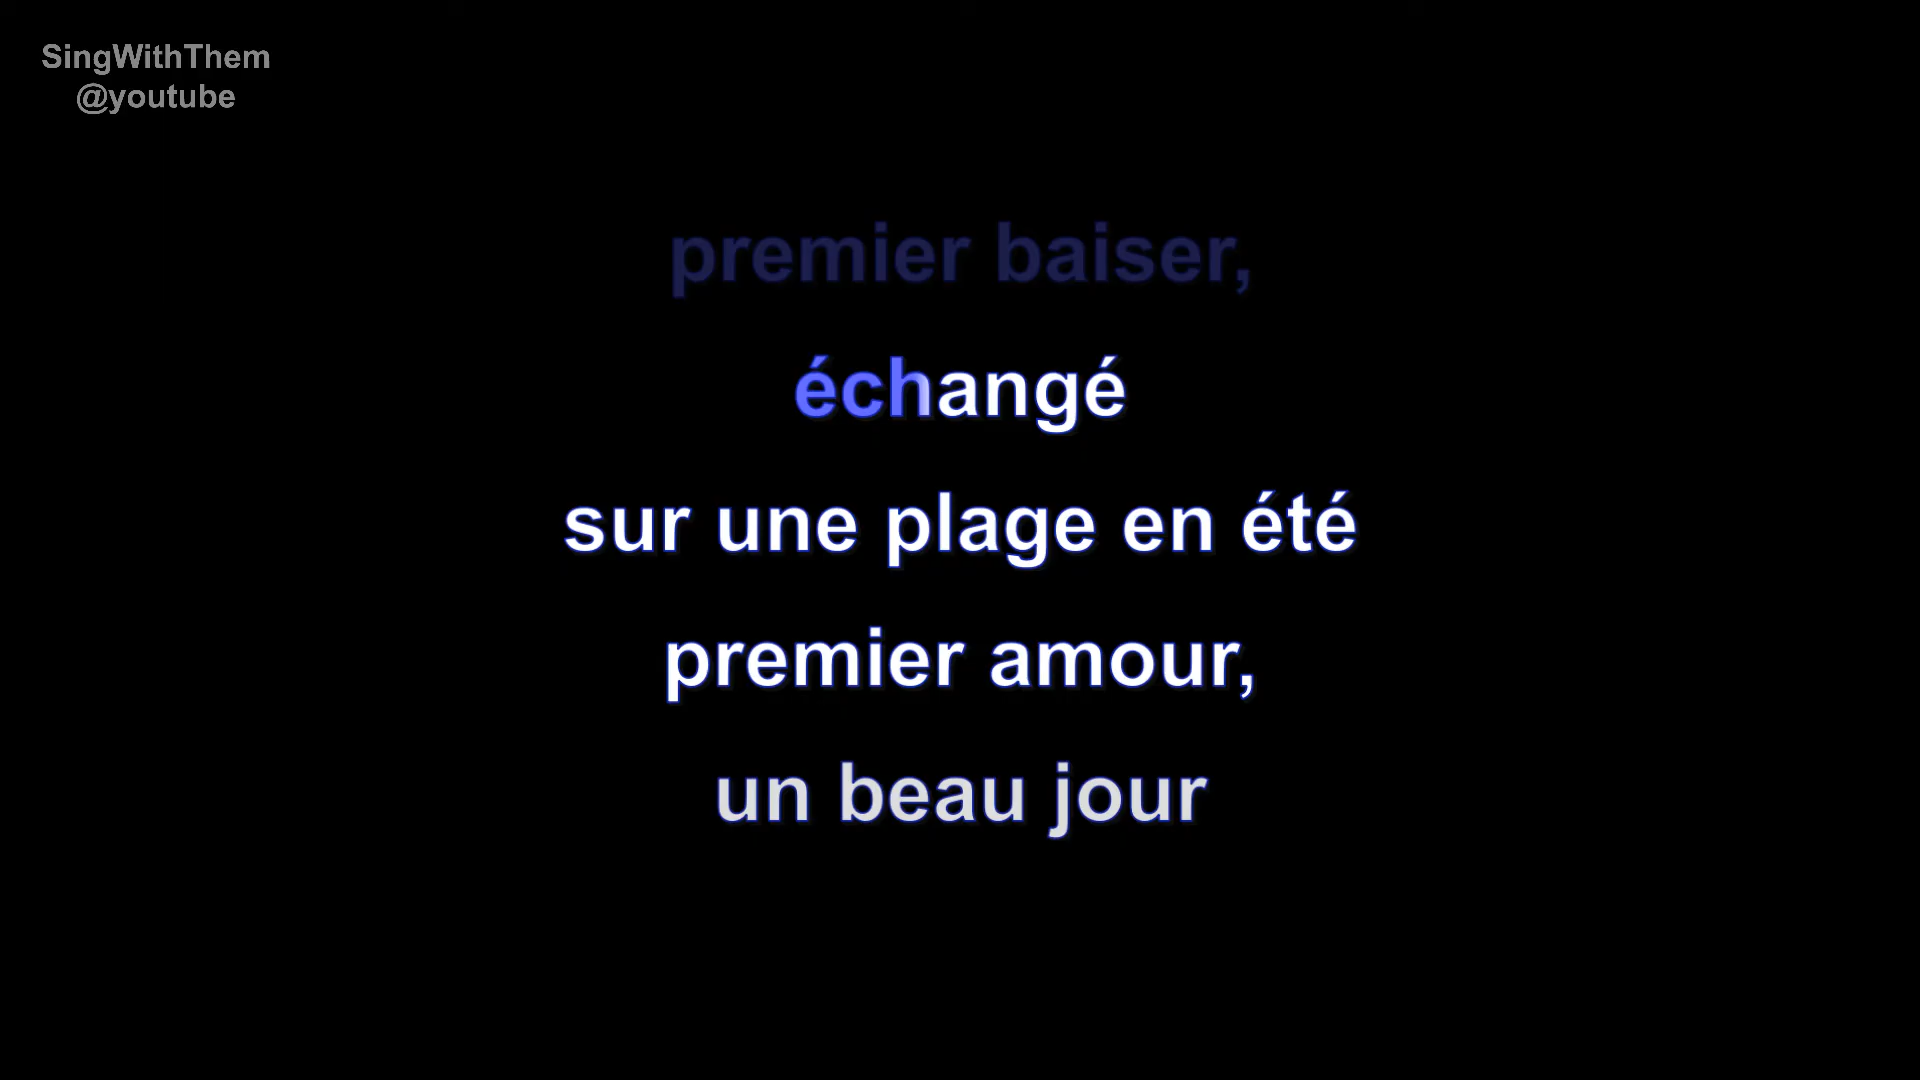 SingWithThem
@youtube
premier baiser,
échangé
sur une plage en été
premier amour,
un beau jour